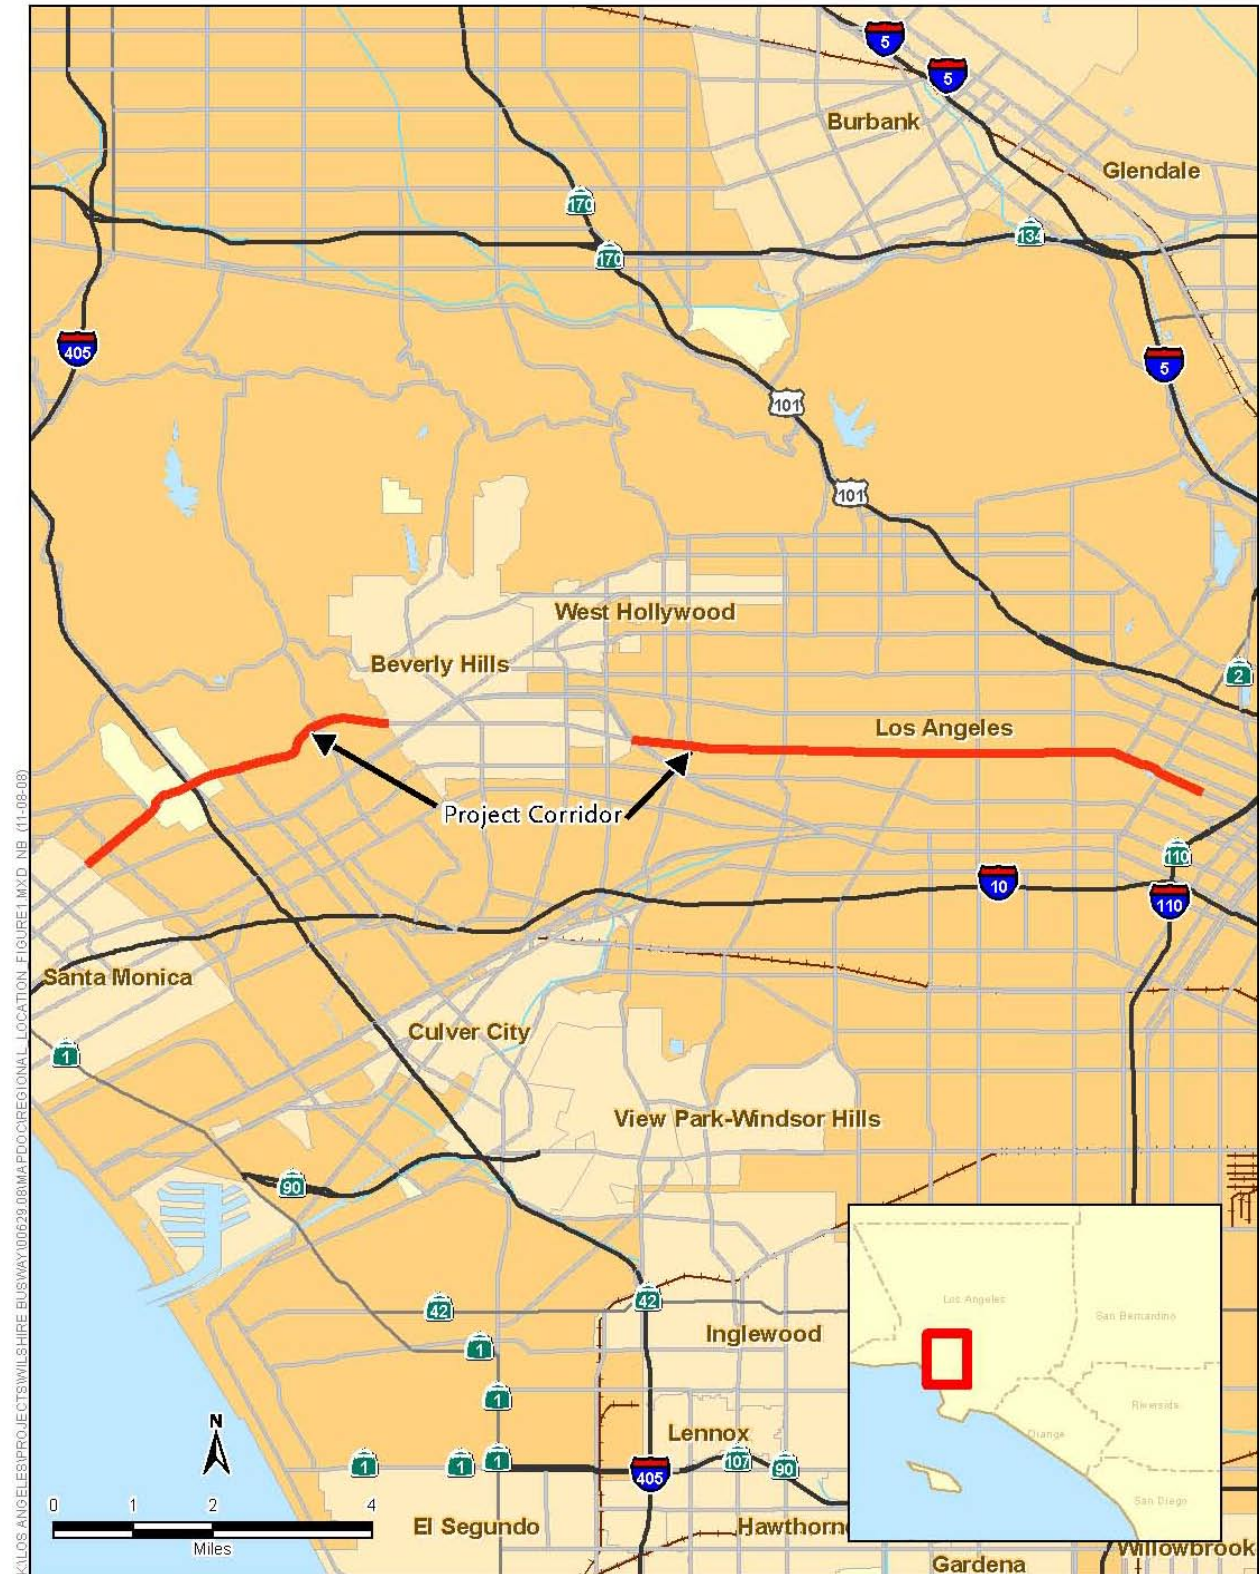 5
5
Burbank
Glendale
170
134
170
405
5
101
101
West Hollywood
Beverly Hills
2
Los Angeles
Project Corridor
110
10
110
Santa Monica
Culver City
1
View Park-Windsor Hills
90
42
42
Inglewood
1
1
Lennox
1
1
1
107
90
405
El Segundo
Hawthorn
Gardena
Willowbrook
N
0 1 2 4
Miles
Los Angeles
San Bernardino
Riverside
Orange
San Diego
K:\LOS ANGELES\PROJECTS\WILSHIRE BUSWAY\00629.08\MAPDOC\REGIONAL_LOCATION_FIGURE1.MXD NB (11-08-08)